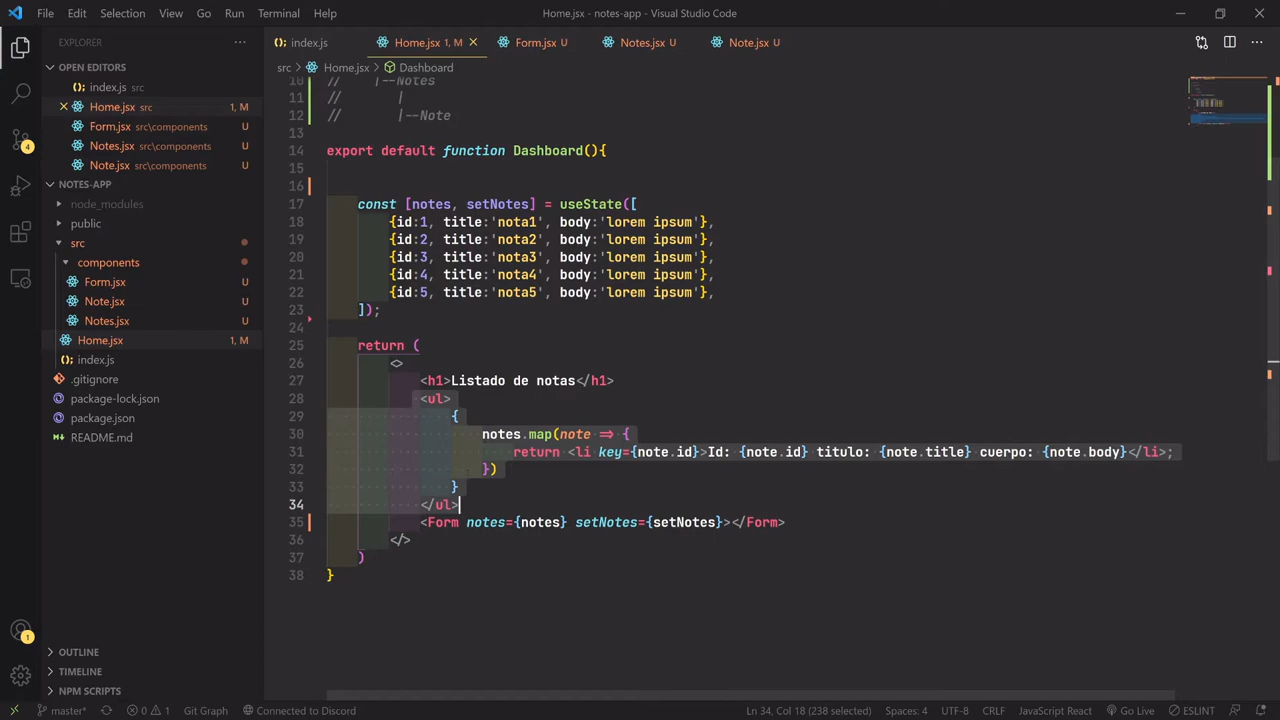 File Edit Selection View Go Run Terminal Help Home.jsx - notes-app - Visual Studio Code
EXPLORER
OPEN EDITORS
index.js
Home.jsx src 1, M
Form.jsx src\components U
Notes.jsx src\components U
Note.jsx src\components U
NOTES-APP
node_modules
public
src
components
Form.jsx U
Note.jsx U
Notes.jsx U
Home.jsx 1, M
index.js
.gitignore
package-lock.json
package.json
README.md
OUTLINE
TIMELINE
NPM SCRIPTS
4
1
index.js Home.jsx 1, M Form.jsx U Notes.jsx U Note.jsx U
src > Home.jsx > Dashboard
10 // |--Notes
11 // |
12 // |--Note
13
14 export default function Dashboard(){
15
16
17 const [notes, setNotes] = useState([
18 {id:1, title:'nota1', body:'lorem ipsum'},
19 {id:2, title:'nota2', body:'lorem ipsum'},
20 {id:3, title:'nota3', body:'lorem ipsum'},
21 {id:4, title:'nota4', body:'lorem ipsum'},
22 {id:5, title:'nota5', body:'lorem ipsum'},
23 ]);
24
25 return (
26 <>
27 <h1>Listado de notas</h1>
28 <ul>
29 {
30 notes.map(note => {
31 return <li key={note.id}>Id: {note.id} titulo: {note.title} cuerpo: {note.body}</li>;
32 })
33 }
34 </ul>
35 <Form notes={notes} setNotes={setNotes}></Form>
36 </>
37 )
38 }
master* 0 1 Git Graph Connected to Discord Ln 34, Col 18 (238 selected) Spaces: 4 UTF-8 CRLF JavaScript React Go Live ESLINT